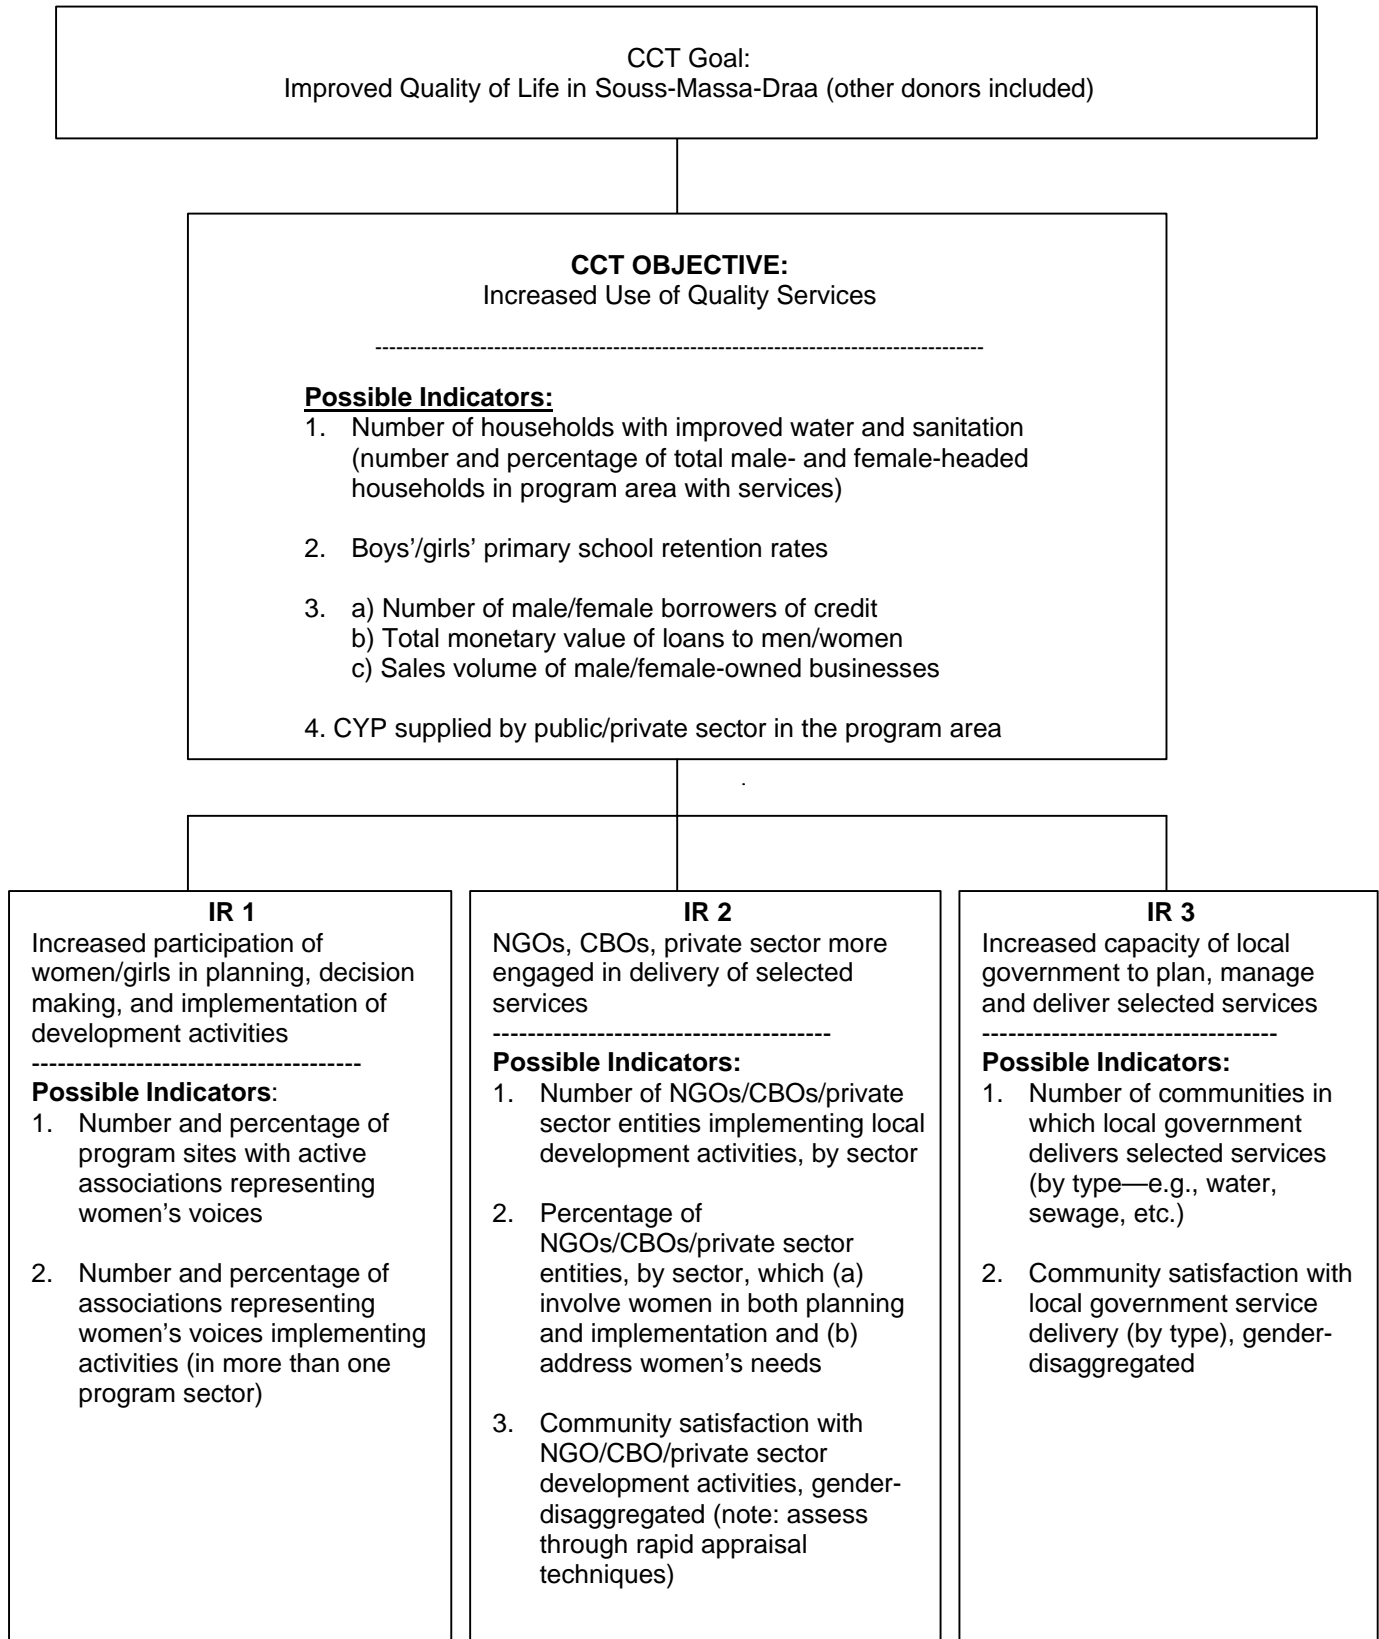 CCT Goal:
Improved Quality of Life in Souss-Massa-Draa (other donors included)
CCT OBJECTIVE:
Increased Use of Quality Services
---------------------------------------------------------------------------------------
Possible Indicators:
1. Number of households with improved water and sanitation
(number and percentage of total male- and female-headed
households in program area with services)
2. Boys’/girls’ primary school retention rates
3. a) Number of male/female borrowers of credit
b) Total monetary value of loans to men/women
c) Sales volume of male/female-owned businesses
4. CYP supplied by public/private sector in the program area
.
IR 1
Increased participation of
women/girls in planning, decision
making, and implementation of
development activities
--------------------------------------
Possible Indicators:
1. Number and percentage of
program sites with active
associations representing
women’s voices
2. Number and percentage of
associations representing
women’s voices implementing
activities (in more than one
program sector)
IR 2
NGOs, CBOs, private sector more
engaged in delivery of selected
services
---------------------------------------
Possible Indicators:
1. Number of NGOs/CBOs/private
sector entities implementing local
development activities, by sector
2. Percentage of
NGOs/CBOs/private sector
entities, by sector, which (a)
involve women in both planning
and implementation and (b)
address women’s needs
3. Community satisfaction with
NGO/CBO/private sector
development activities, gender-
disaggregated (note: assess
through rapid appraisal
techniques)
IR 3
Increased capacity of local
government to plan, manage
and deliver selected services
----------------------------------
Possible Indicators:
1. Number of communities in
which local government
delivers selected services
(by type—e.g., water,
sewage, etc.)
2. Community satisfaction with
local government service
delivery (by type), gender-
disaggregated